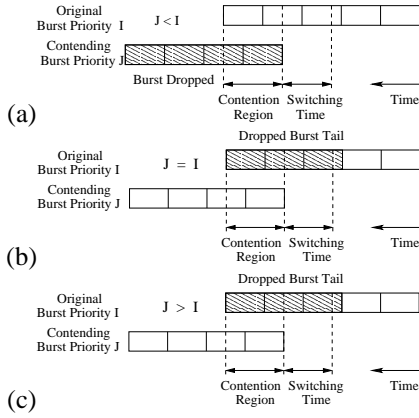 Original
Burst Priority I
J < I
Contending
Burst Priority J
Burst Dropped
Contention
Region
Switching
Time
Time
(a)
Dropped Burst Tail
Original
Burst Priority I
J = I
Contending
Burst Priority J
Contention
Region
Switching
Time
Time
(b)
Dropped Burst Tail
Original
Burst Priority I
J > I
Contending
Burst Priority J
Contention
Region
Switching
Time
Time
(c)